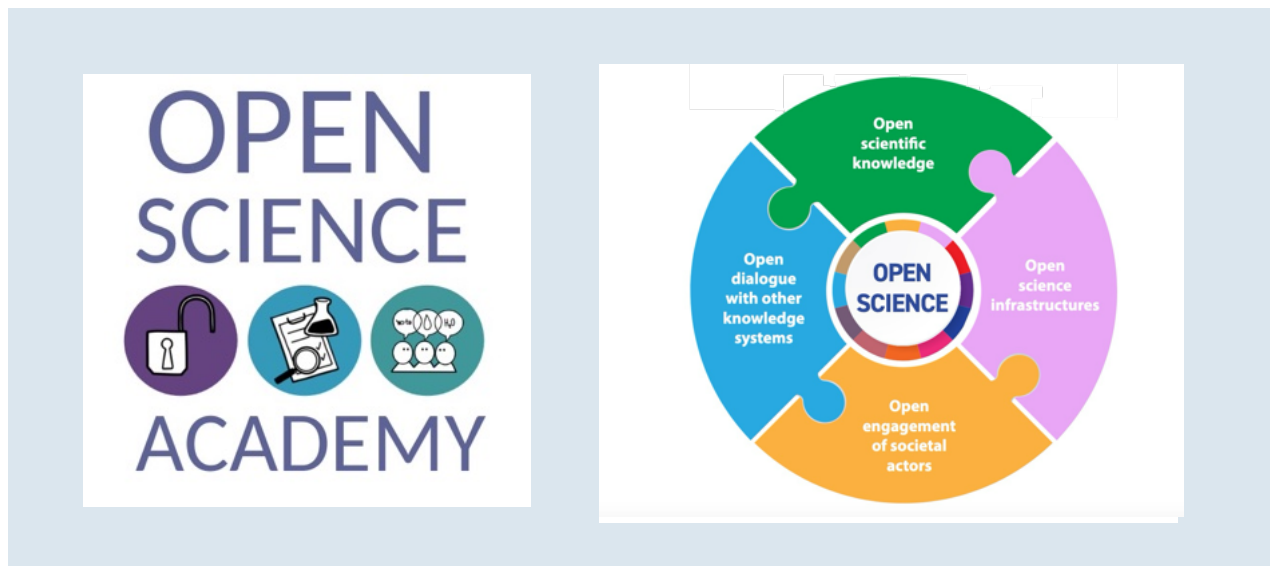 OPEN
SCIENCE
H₂O
ACADEMY
Open
scientific
knowledge
Open
dialogue
with other
knowledge
systems
OPEN
SCIENCE
Open
science
infrastructures
Open
engagement
of societal
actors